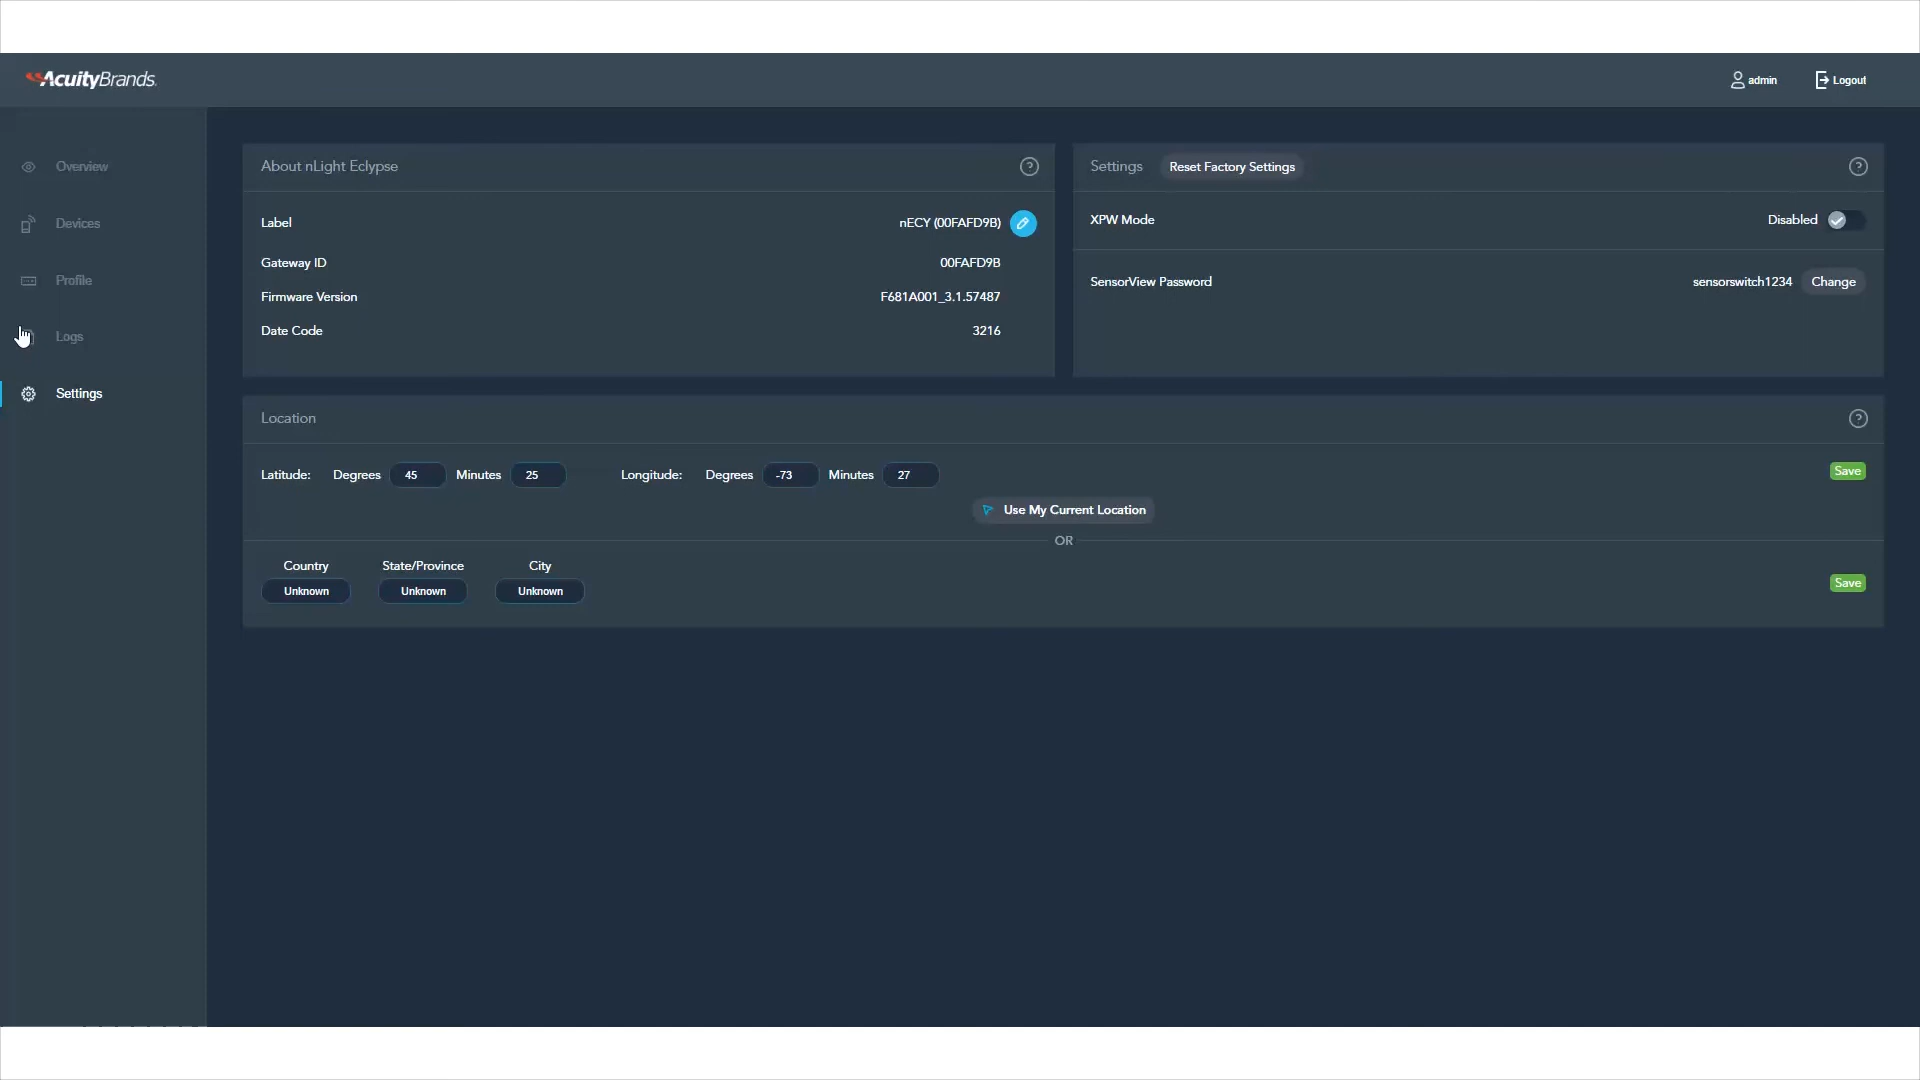 AcuityBrands.
admin
Logout
Overview
Devices
Profile
Logs
Settings
About nLight Eclypse
Label
nECY (00FAFD9B)
Gateway ID
00FAFD9B
Firmware Version
F681A001_3.1.57487
Date Code
3216
Settings
Reset Factory Settings
XPW Mode
Disabled
SensorView Password
sensorswitch1234
Change
Location
Latitude: Degrees 45 Minutes 25 Longitude: Degrees -73 Minutes 27
Save
Use My Current Location
OR
Country State/Province City
Unknown Unknown Unknown
Save